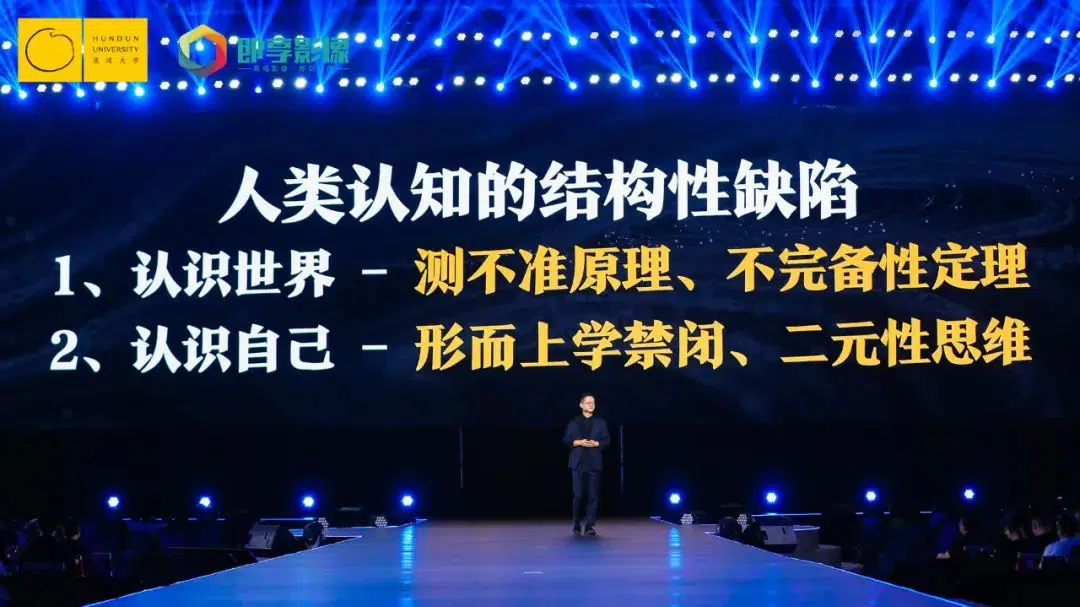 HUNDUN
UNIVERSITY
混沌大学
即享影像
人类认知的结构性缺陷
1、认识世界 - 测不准原理、不完备性定理
2、认识自己 - 形而上学禁闭、二元性思维